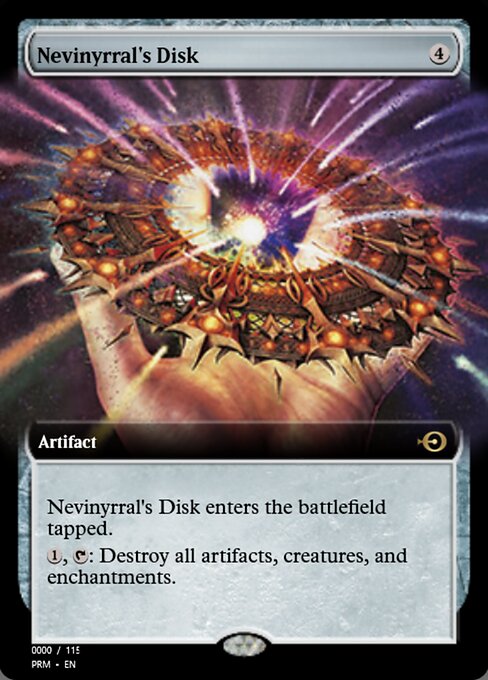 Nevinyrral's Disk 4
Artifact
Nevinyrral's Disk enters the battlefield
tapped.
1, : Destroy all artifacts, creatures, and
enchantments.
0000 / 115
PRM • EN